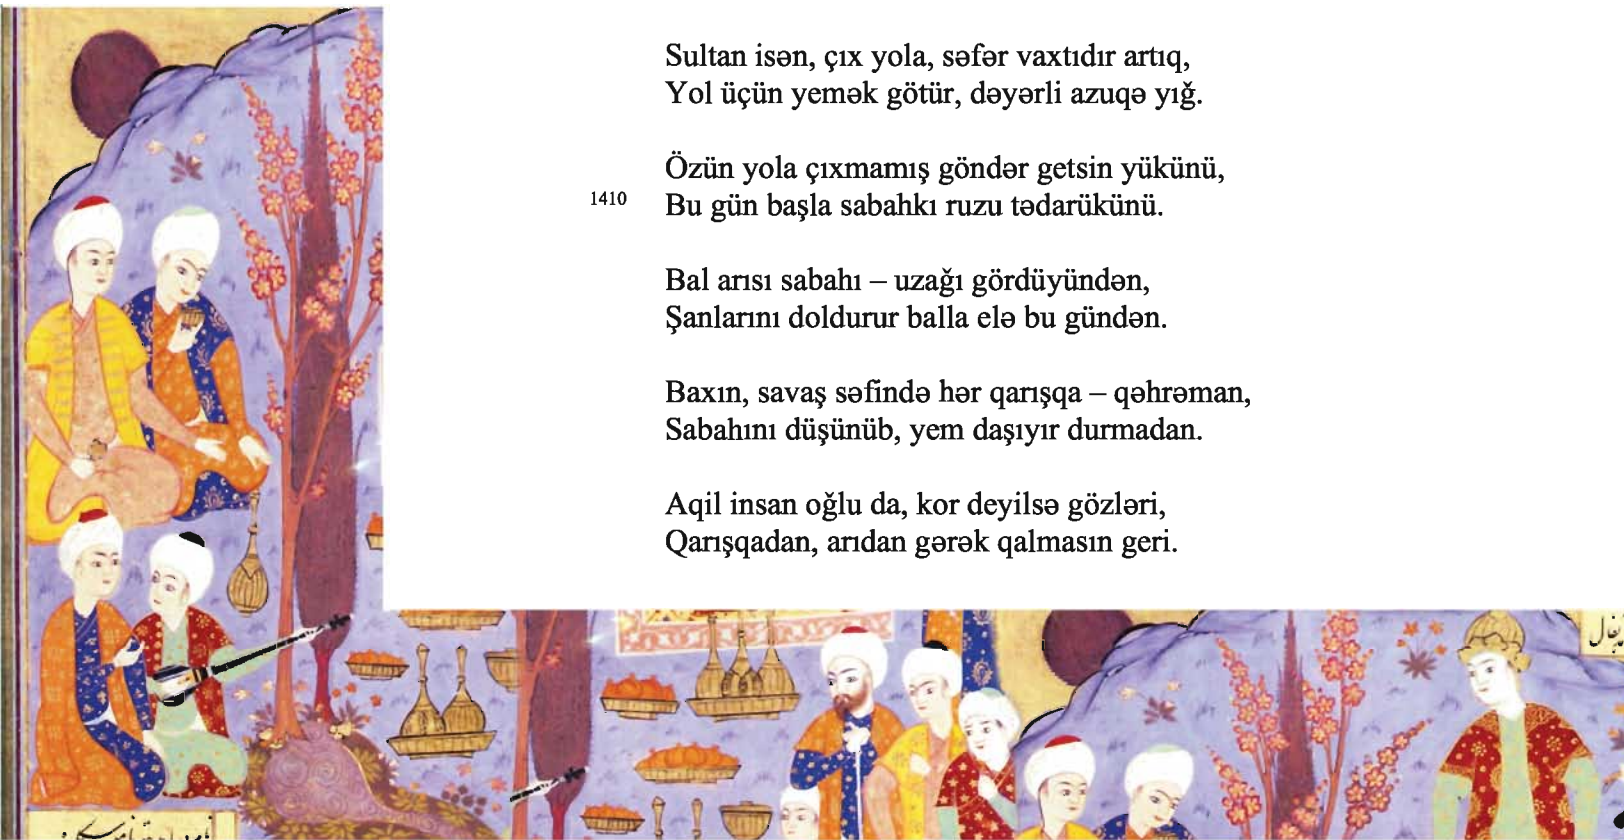 Sultan isən, çıx yola, səfər vaxtıdır artıq,
Yol üçün yemək götür, dəyərli azuqə yığ.
Özün yola çıxmamış göndər getsin yükünü,
1410 Bu gün başla sabahkı ruzu tədarükünü.
Bal arısı sabahı – uzağı gördüyündən,
Şanlarını doldurur balla elə bu gündən.
Baxın, savaş səfində hər qarışqa – qəhrəman,
Sabahını düşünüb, yem daşıyır durmadan.
Aqil insan oğlu da, kor deyilsə gözləri,
Qarışqadan, arıdan gərək qalmasın geri.